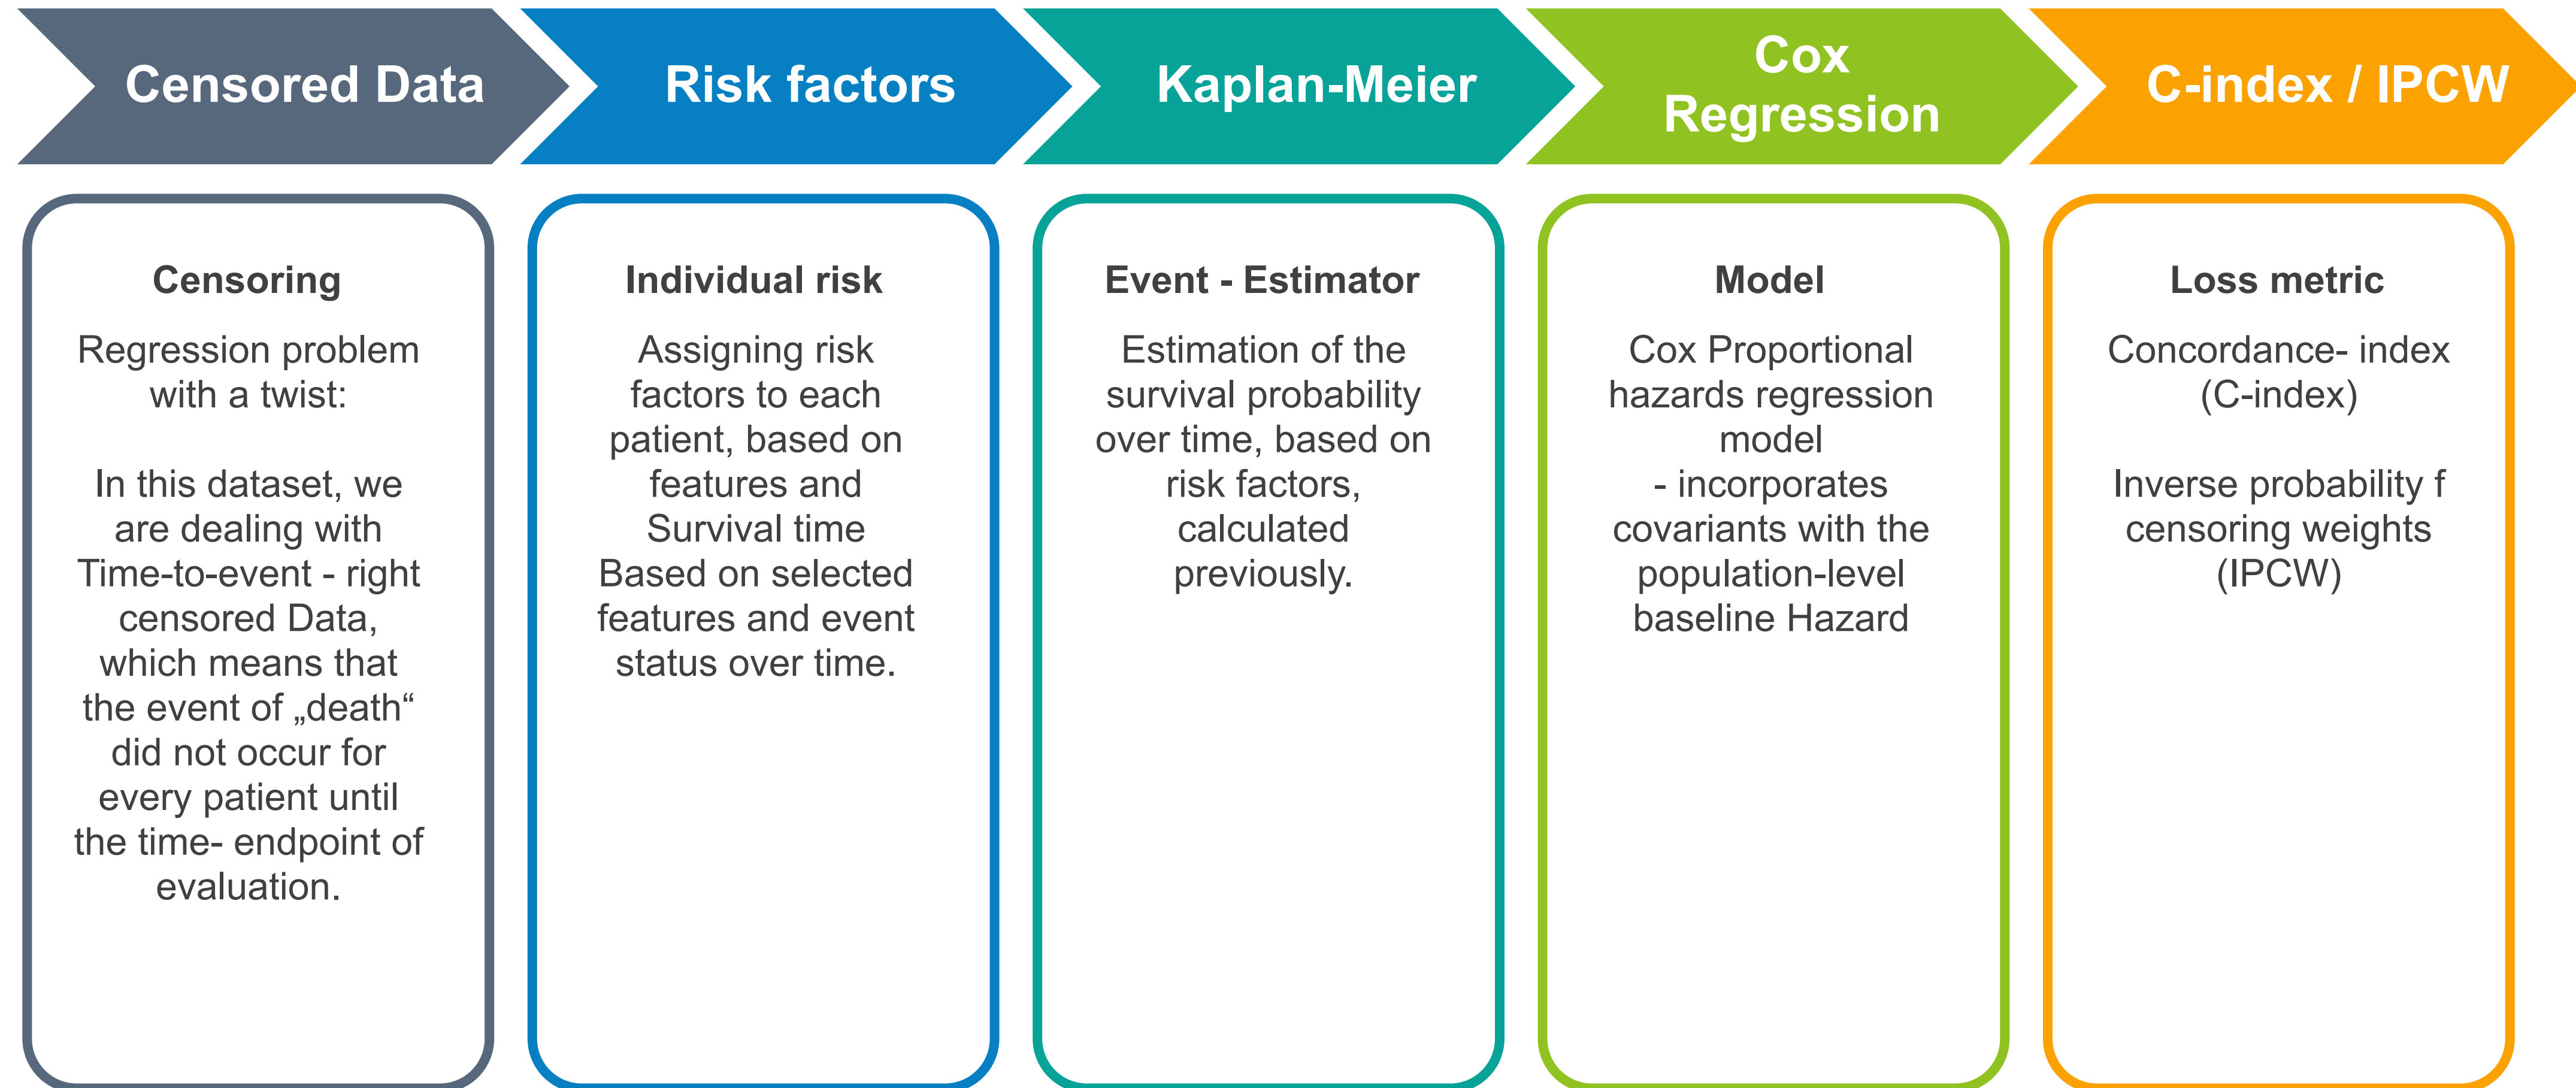 Censored Data
Risk factors
Kaplan-Meier
Cox
Regression
C-index / IPCW
Censoring
Regression problem
with a twist:
In this dataset, we
are dealing with
Time-to-event - right
censored Data,
which means that
the event of „death“
did not occur for
every patient until
the time- endpoint of
evaluation.
Individual risk
Assigning risk
factors to each
patient, based on
features and
Survival time
Based on selected
features and event
status over time.
Event - Estimator
Estimation of the
survival probability
over time, based on
risk factors,
calculated
previously.
Model
Cox Proportional
hazards regression
model
- incorporates
covariants with the
population-level
baseline Hazard
Loss metric
Concordance- index
(C-index)
Inverse probability f
censoring weights
(IPCW)